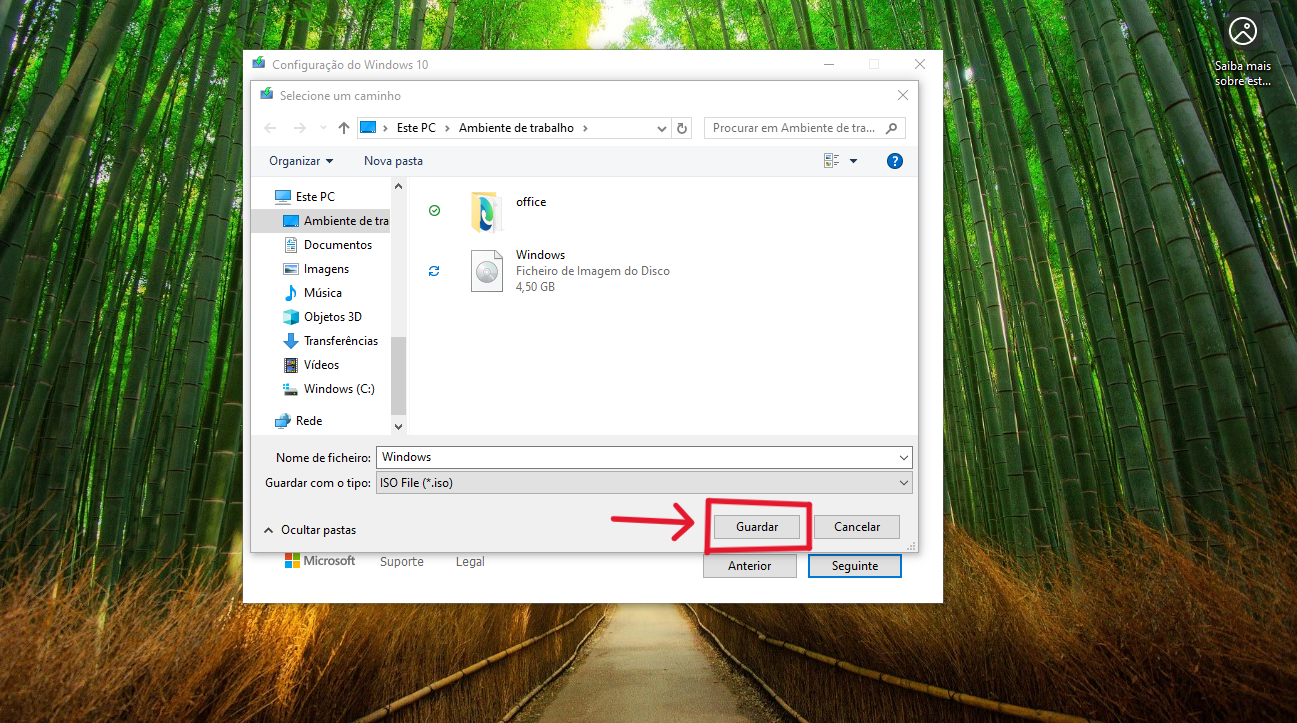 Saiba mais
sobre est...
Configuração do Windows 10
Selecione um caminho
Este PC
Ambiente de trabalho
Procurar em Ambiente de tra...
Organizar
Nova pasta
Este PC
Ambiente de tra
Documentos
Imagens
Música
Objetos 3D
Transferências
Vídeos
Windows (C:)
Rede
office
Windows
Ficheiro de Imagem do Disco
4,50 GB
Nome de ficheiro: Windows
Guardar com o tipo: ISO File (*.iso)
Ocultar pastas
Guardar
Cancelar
Microsoft
Suporte
Legal
Anterior
Seguinte